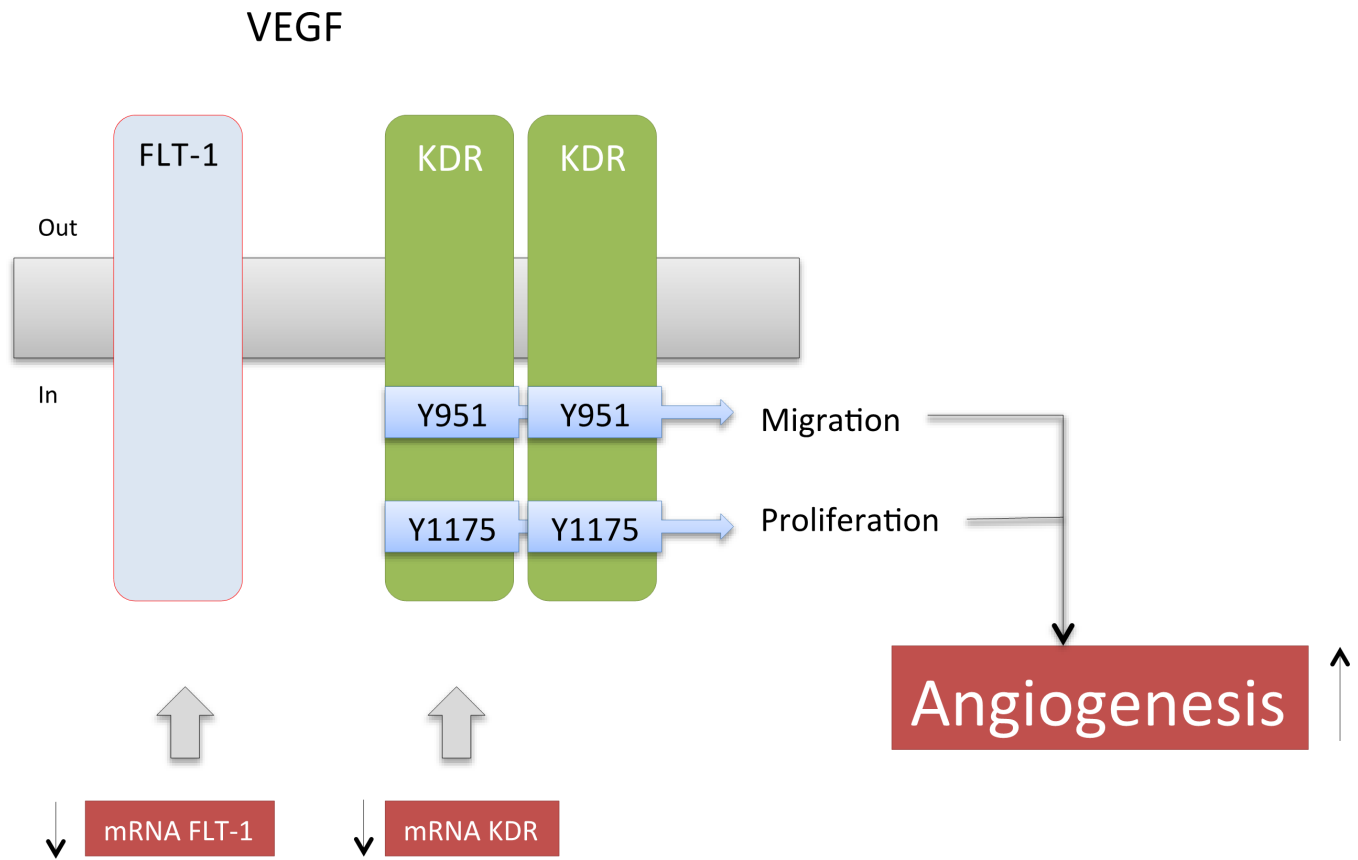 VEGF
FLT-1
KDR
KDR
Out
In
Y951
Y951
Migration
Y1175
Y1175
Proliferation
Angiogenesis
mRNA FLT-1
mRNA KDR